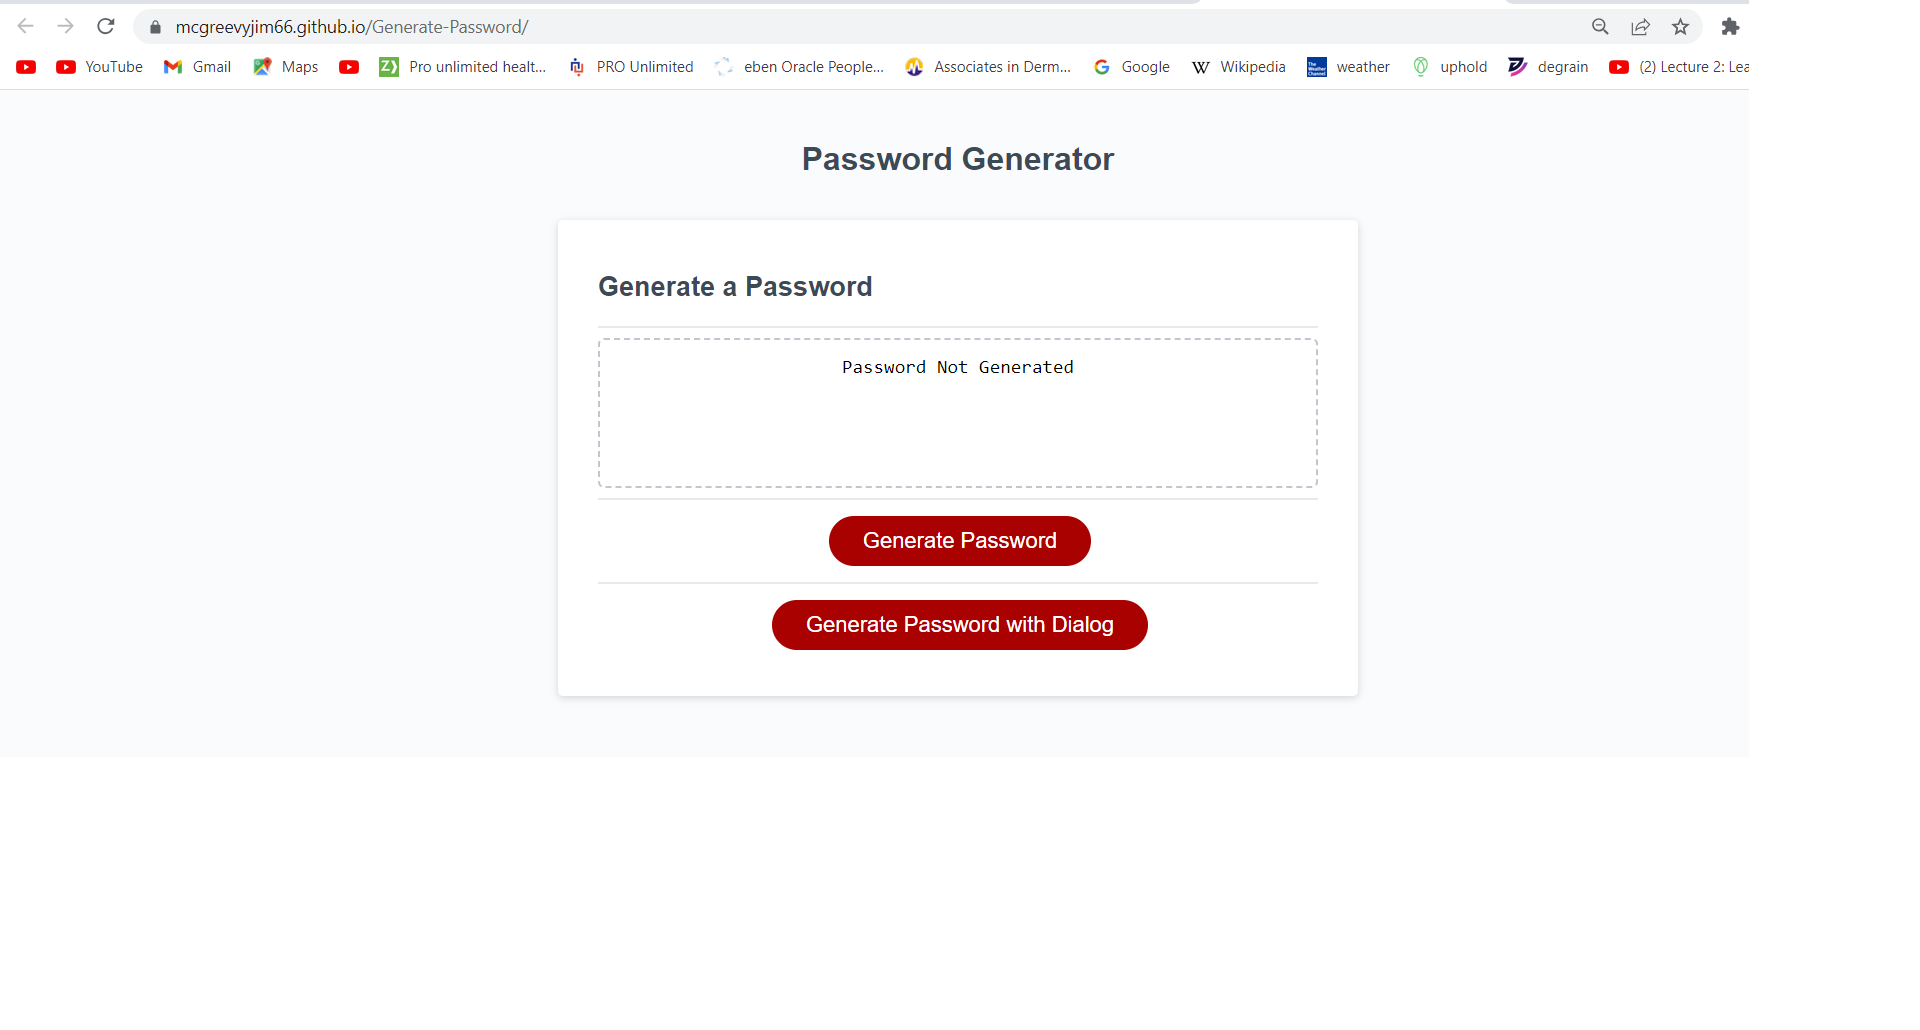 mcgreevyjim66.github.io/Generate-Password/
YouTube Gmail Maps Pro unlimited healt... PRO Unlimited eben Oracle People... Associates in Derm... Google Wikipedia weather uphold degrain (2) Lecture 2: Lea
Password Generator
Generate a Password
Password Not Generated
Generate Password
Generate Password with Dialog